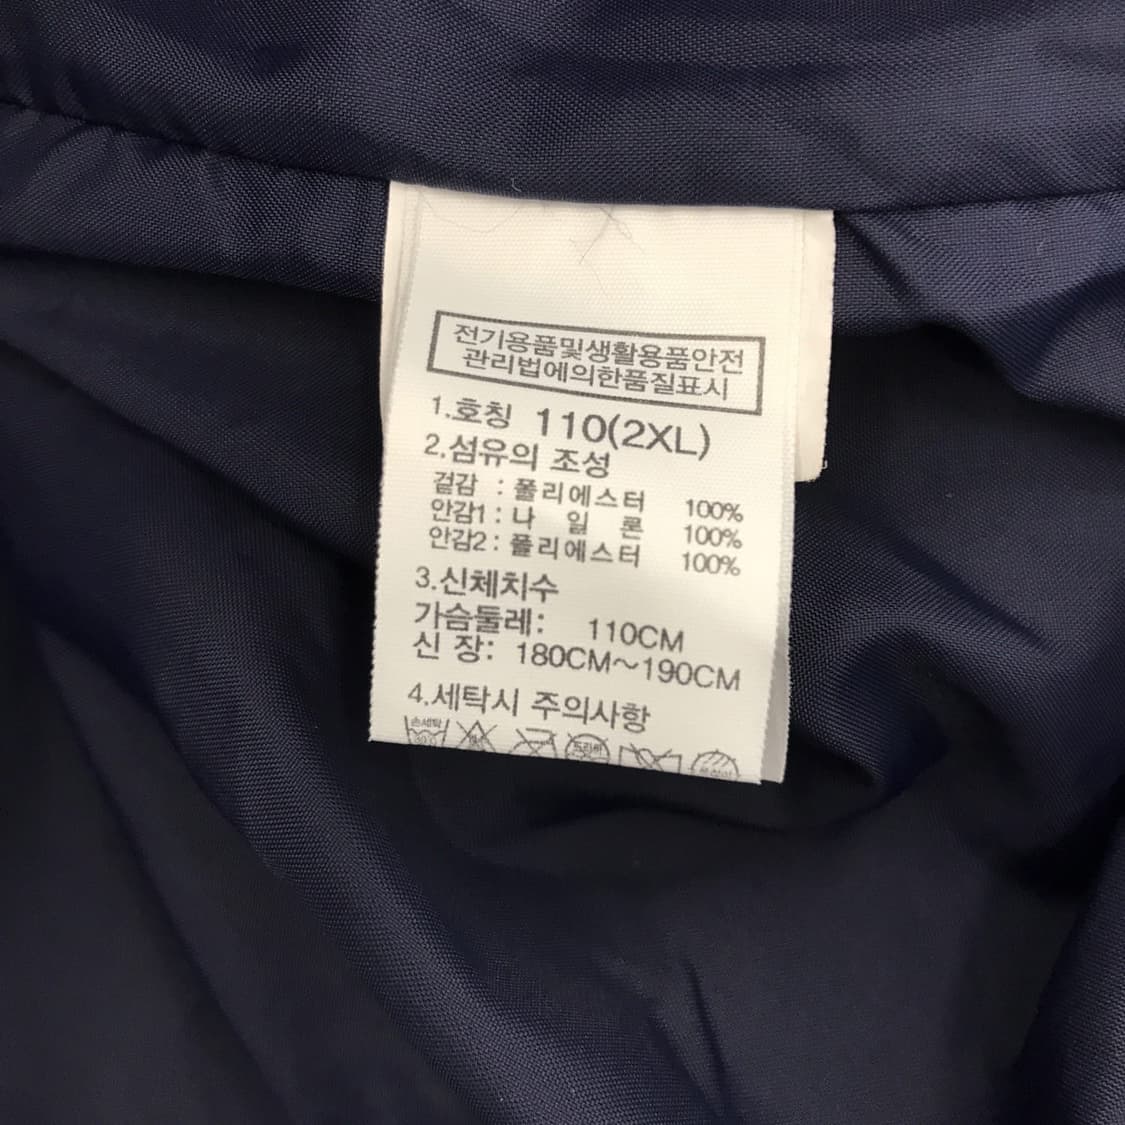 전기용품및생활용품안전
관리법에의한품질표시
1.호칭 110(2XL)
2.섬유의 조성
겉감 : 폴리에스터 100%
안감1 : 나 일 론 100%
안감2 : 폴리에스터 100%
3.신체치수
가슴둘레: 110CM
신 장: 180CM~190CM
4.세탁시 주의사항
손세탁